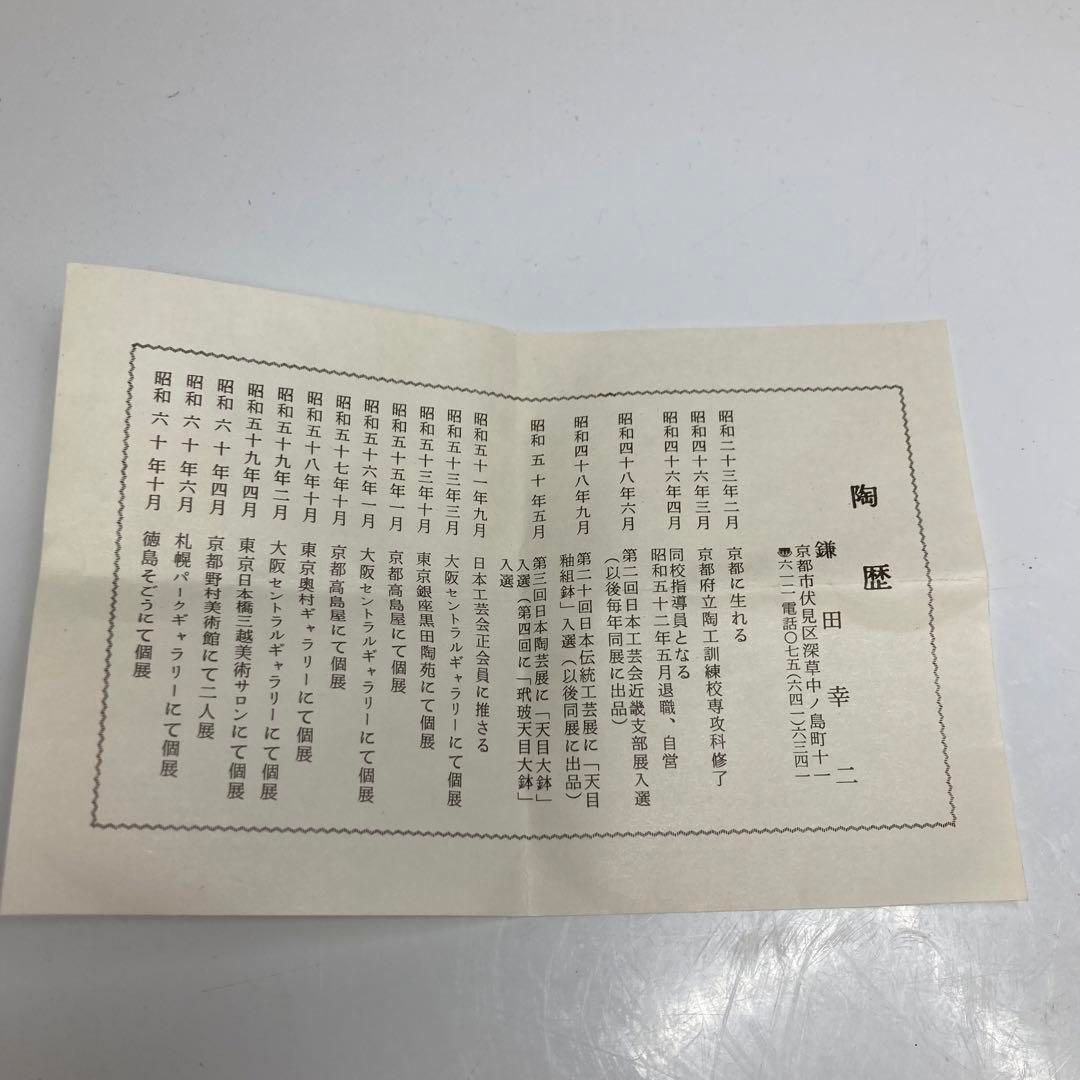 陶歴
鎌田幸二
京都市伏見区深草中ノ島町十一
〠六一二 電話〇七五(六四一)六三四一
昭和二十三年二月 京都に生れる
昭和四十六年三月 京都府立陶工訓練校専攻科修了
昭和四十六年四月 同校指導員となる
昭和五十二年五月退職、自営
昭和四十八年六月 第二回日本工芸会近畿支部展入選
(以後毎年同展に出品)
昭和四十八年九月 第二十回日本伝統工芸展に「天目
釉組鉢」入選(以後同展に出品)
昭和五十年五月 第三回日本陶芸展に「天目大鉢」
入選(第四回に「玳玻天目大鉢」
入選
昭和五十一年九月 日本工芸会正会員に推さる
昭和五十三年三月 大阪セントラルギャラリーにて個展
昭和五十三年十月 東京銀座黒田陶苑にて個展
昭和五十五年一月 京都高島屋にて個展
昭和五十六年一月 大阪セントラルギャラリーにて個展
昭和五十七年十月 京都高島屋にて個展
昭和五十八年十月 東京奥村ギャラリーにて個展
昭和五十九年二月 大阪セントラルギャラリーにて個展
昭和五十九年四月 東京日本橋三越美術サロンにて個展
昭和六十年四月 京都野村美術館にて二人展
昭和六十年六月 札幌パークギャラリーにて個展
昭和六十年十月 徳島そごうにて個展